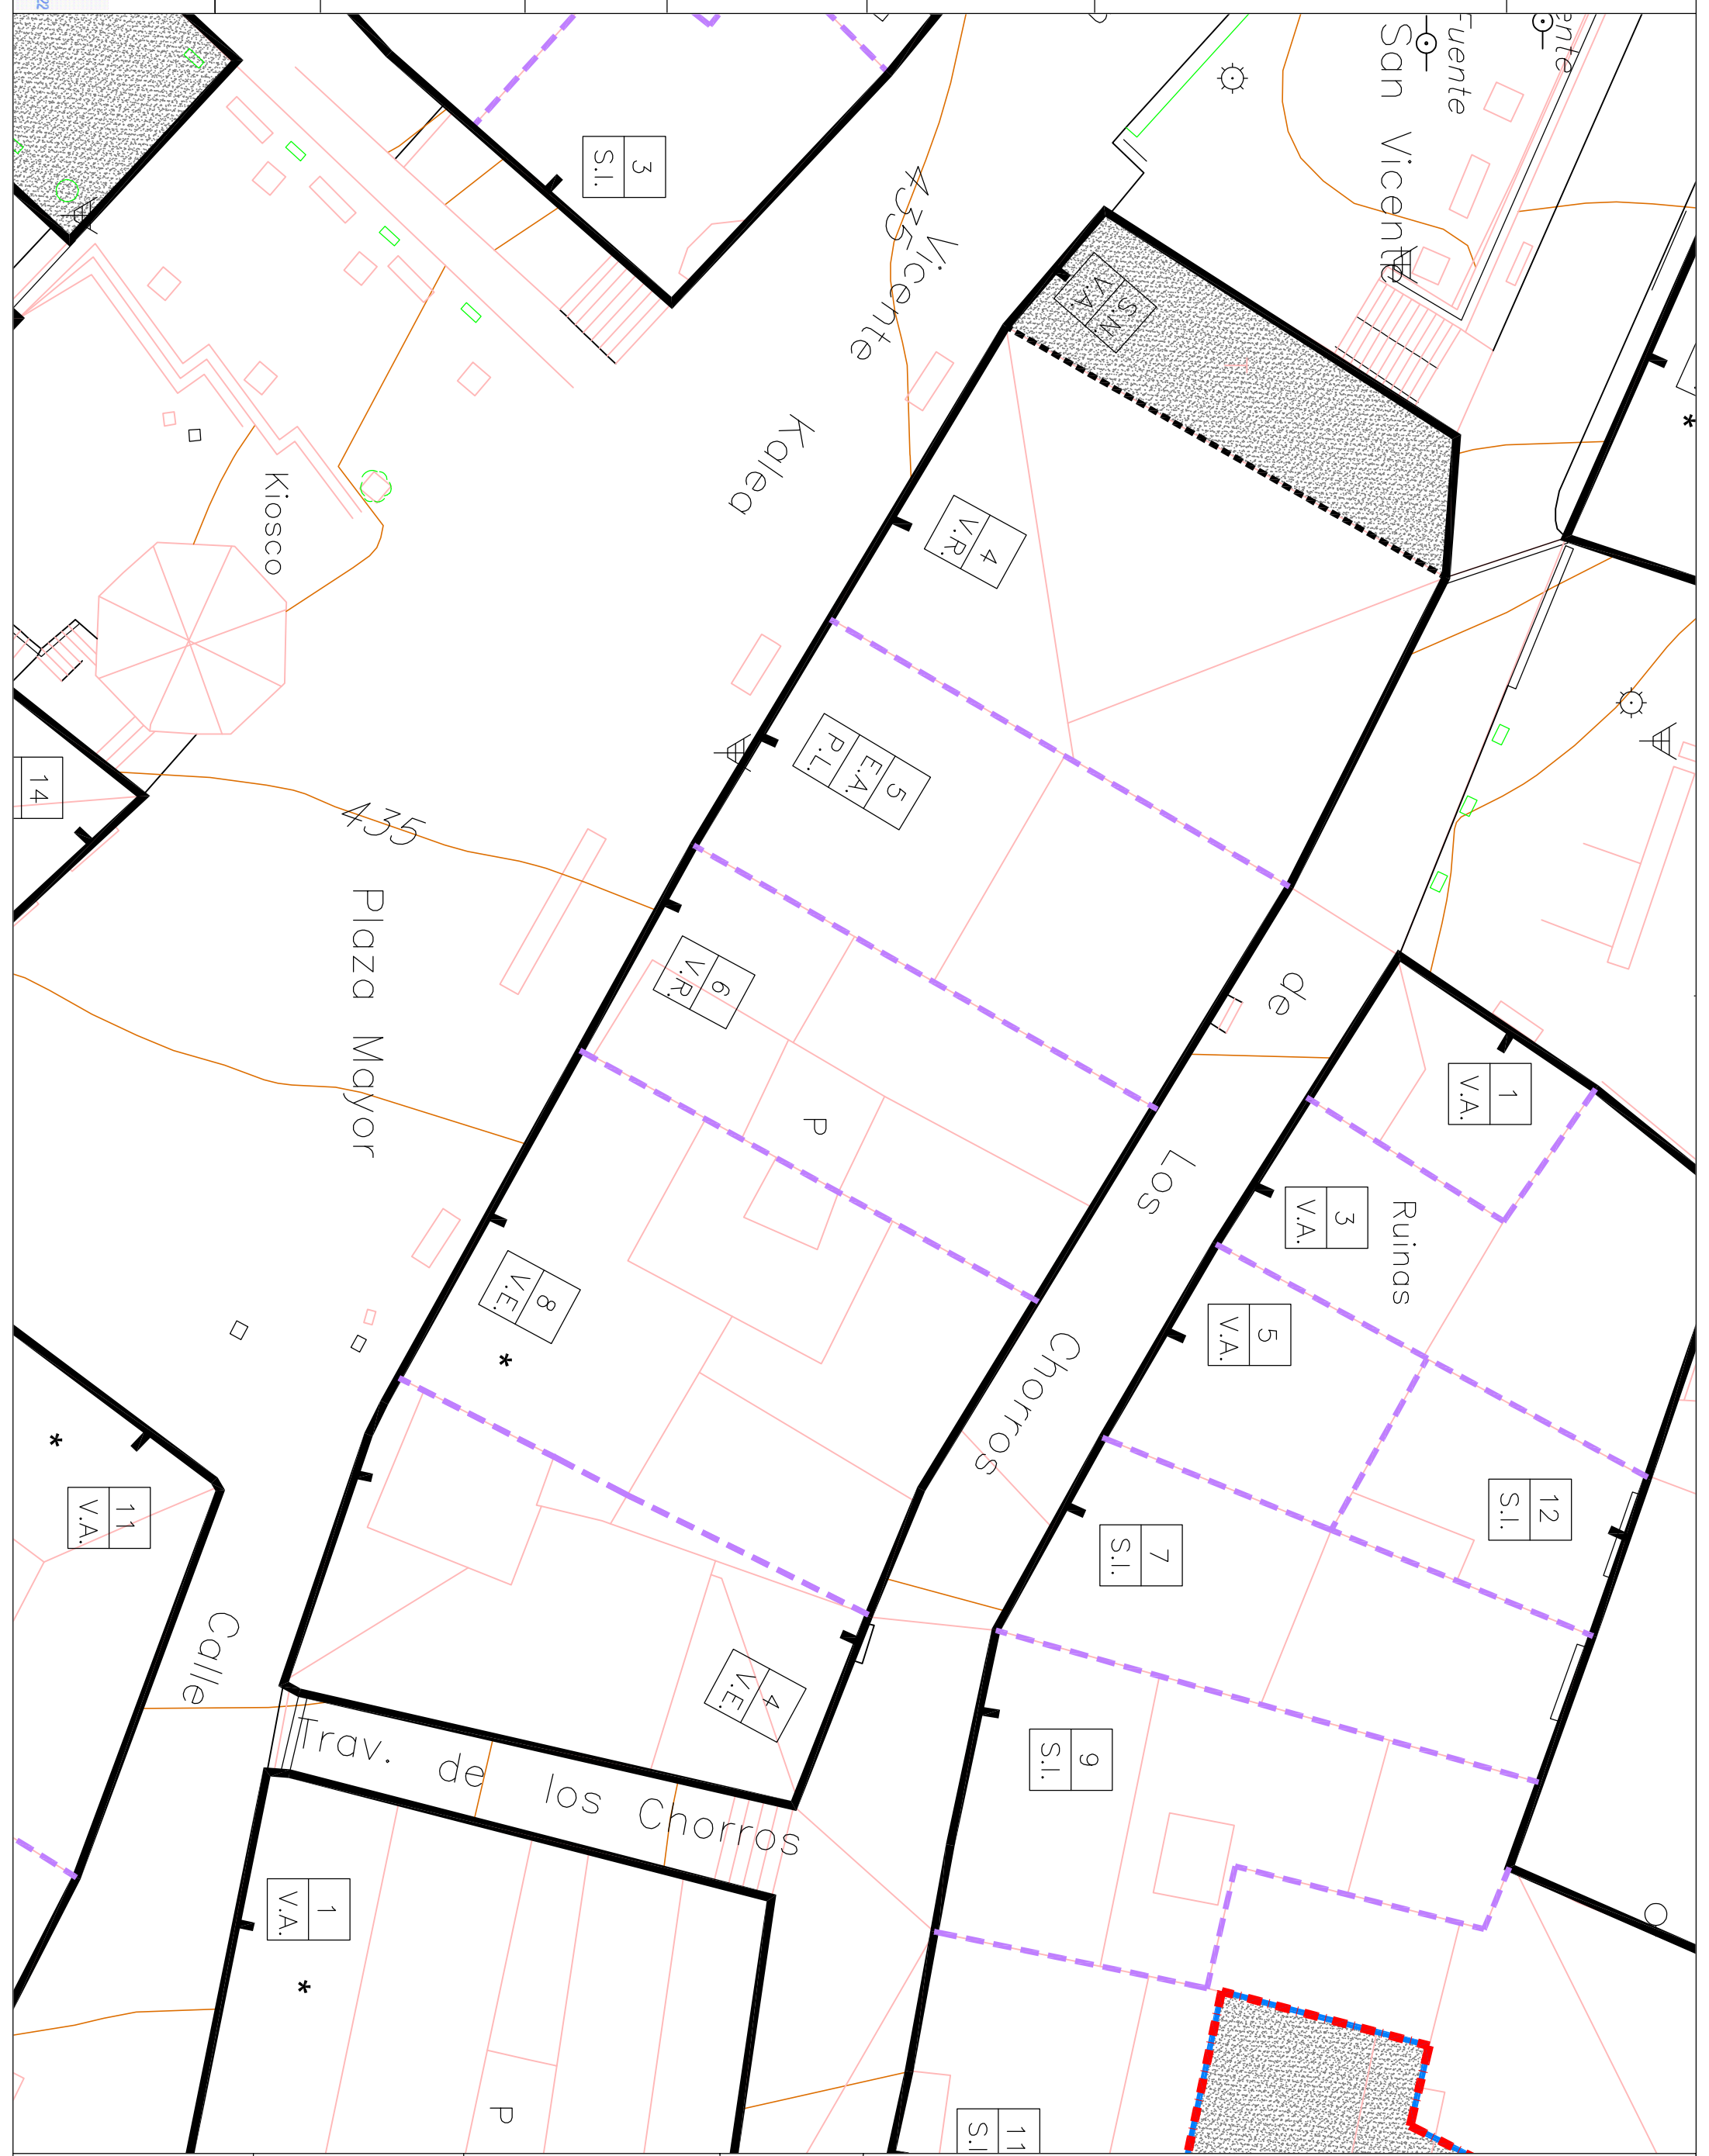 22
Fuente
San Vicente
3
S.I.
435
Vicente
Kalea
S.N.
V.A.
4
V.R.
*
Kiosco
5
E.A.
P.L.
14
435
Plaza Mayor
6
V.R.
de
1
V.A.
P
Los
3
V.A.
Ruinas
5
V.A.
8
V.E.
*
Chorros
11
V.A.
*
12
S.I.
7
S.I.
Calle
4
V.E.
9
S.I.
Trav. de los Chorros
1
V.A.
*
P
11